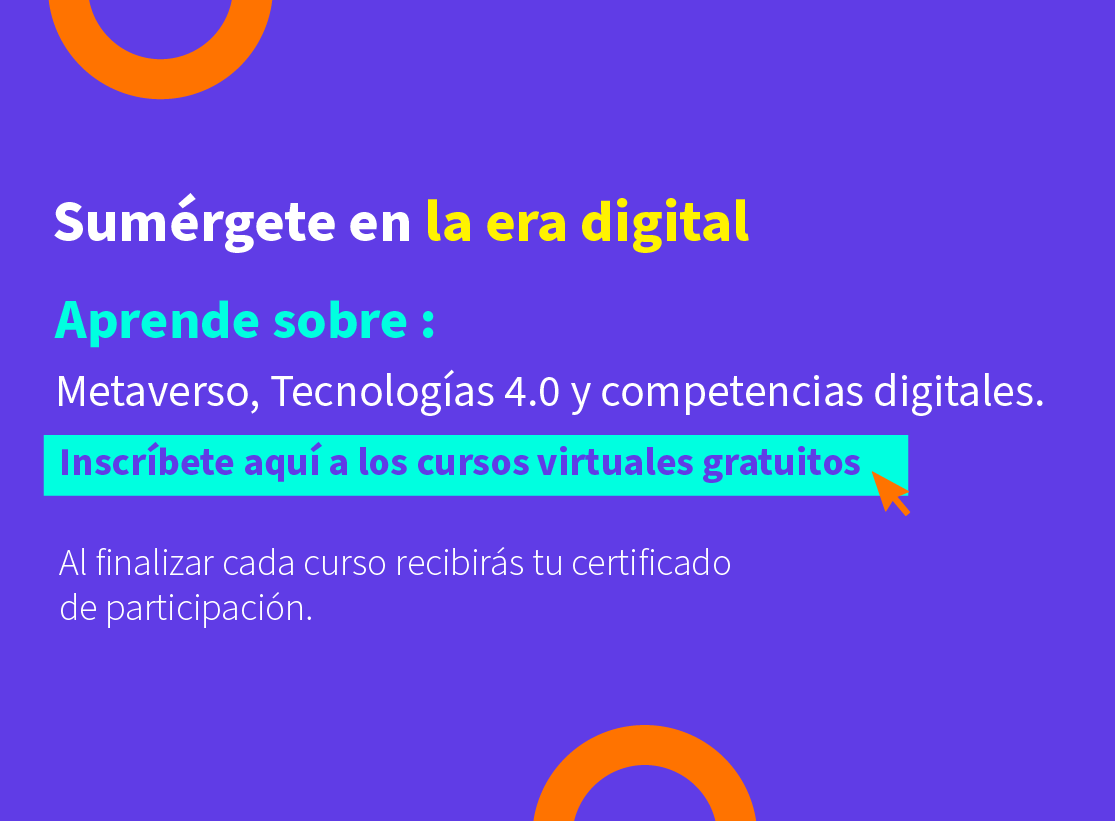 Sumérgete en la era digital
Aprende sobre :
Metaverso, Tecnologías 4.0 y competencias digitales.
Inscríbete aquí a los cursos virtuales gratuitos
Al finalizar cada curso recibirás tu certificado
de participación.